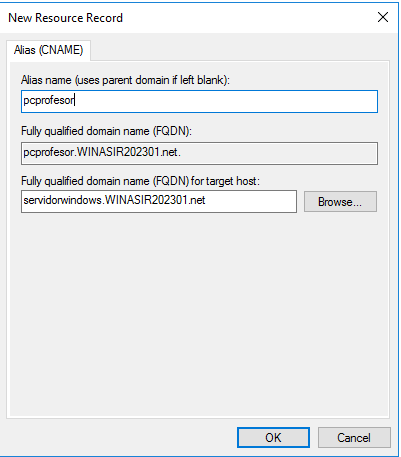 New Resource Record
Alias (CNAME)
Alias name (uses parent domain if left blank):
pcprofesor
Fully qualified domain name (FQDN):
pcprofesor.WINASIR202301.net.
Fully qualified domain name (FQDN) for target host:
servidorwindows.WINASIR202301.net
Browse...
OK
Cancel